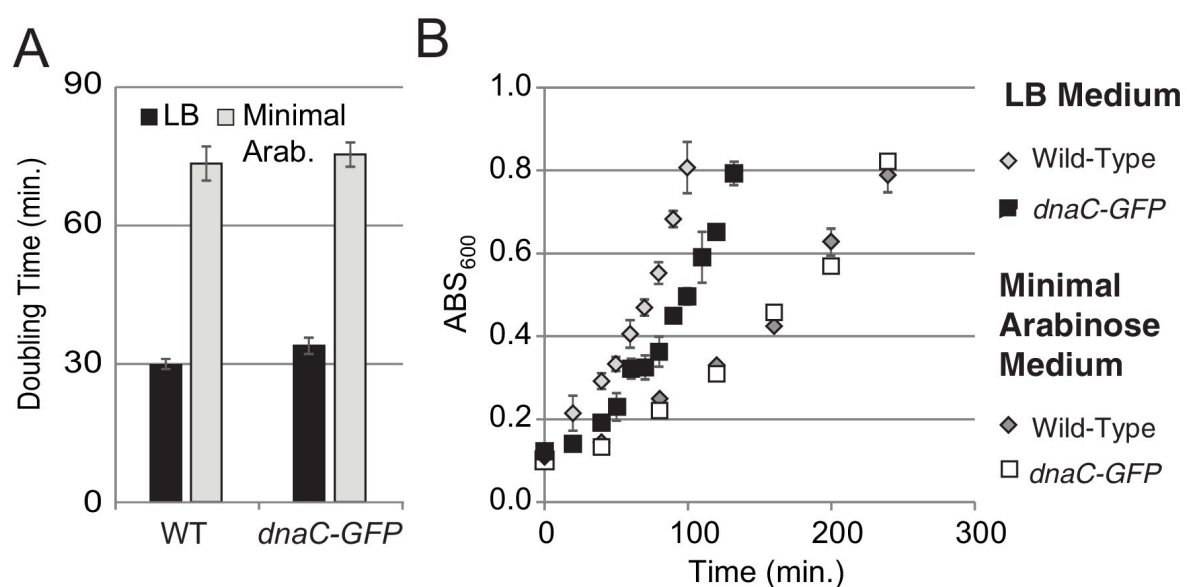 A
90
60
30
0
Doubling Time (min.)
LB
Minimal
Arab.
WT
dnaC-GFP
B
1.0
0.8
0.6
0.4
0.2
0.0
ABS600
0
100
200
300
Time (min.)
LB Medium
Wild-Type
dnaC-GFP
Minimal
Arabinose
Medium
Wild-Type
dnaC-GFP